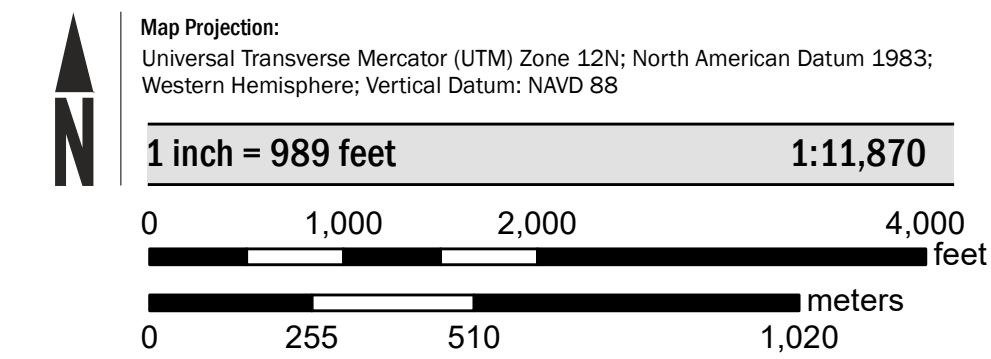 N
Map Projection:
Universal Transverse Mercator (UTM) Zone 12N; North American Datum 1983;
Western Hemisphere; Vertical Datum: NAVD 88
1 inch = 989 feet 1:11,870
0 1,000 2,000 4,000
feet
meters
0 255 510 1,020